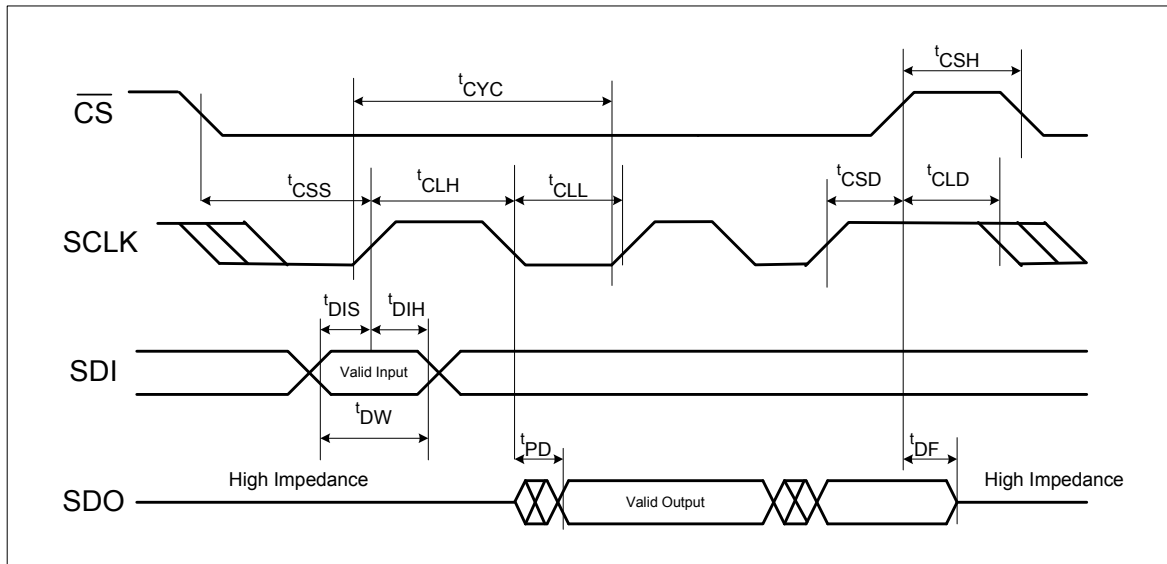 tCSH
tCYC
CS
tCSS tCLH tCLL tCSD tCLD
SCLK
tDIS tDIH
SDI Valid Input
tDW
tPD tDF
High Impedance High Impedance
SDO Valid Output